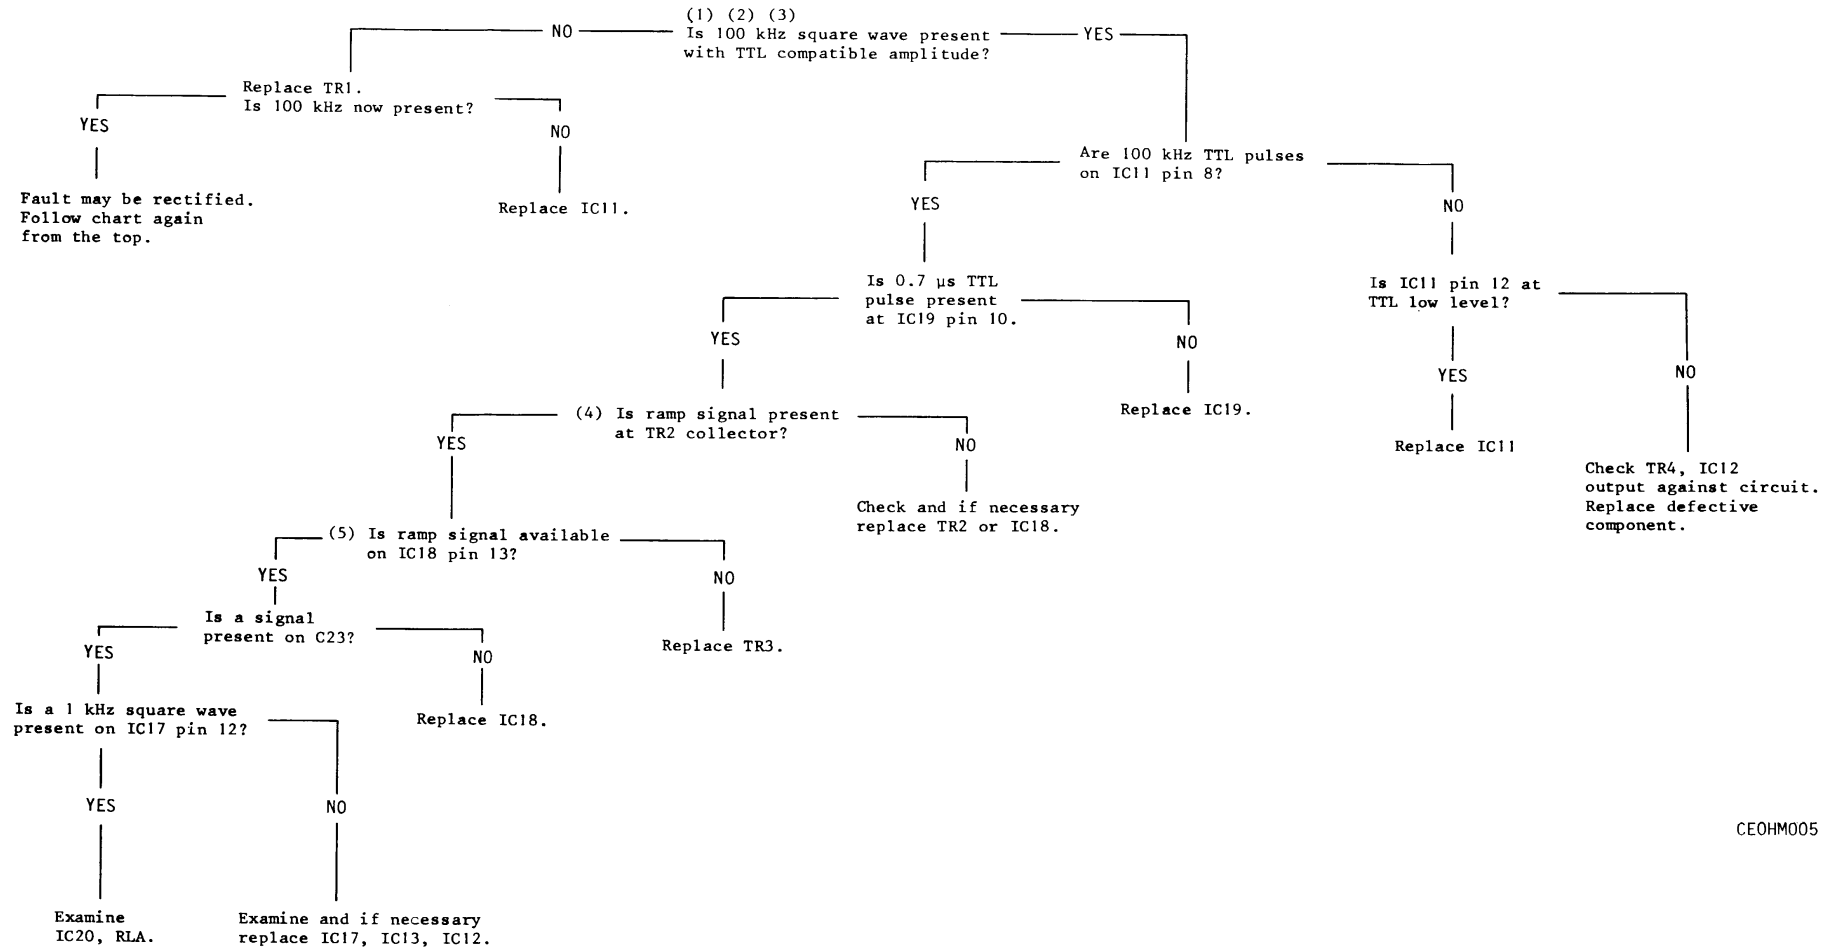 (1) (2) (3)
NO
Is 100 kHz square wave present
YES
with TTL compatible amplitude?
Replace TR1.
Is 100 kHz now present?
YES
NO
Are 100 kHz TTL pulses
on IC11 pin 8?
Fault may be rectified.
Follow chart again
from the top.
Replace IC11.
YES
NO
Is 0.7 µs TTL
pulse present
at IC19 pin 10.
Is IC11 pin 12 at
TTL low level?
YES
NO
YES
NO
(4) Is ramp signal present
at TR2 collector?
Replace IC19.
YES
NO
Replace IC11
Check TR4, IC12
output against circuit.
Replace defective
component.
Check and if necessary
replace TR2 or IC18.
(5) Is ramp signal available
on IC18 pin 13?
YES
NO
Is a signal
present on C23?
Replace TR3.
YES
NO
Is a 1 kHz square wave
present on IC17 pin 12?
Replace IC18.
YES
NO
CEOHM005
Examine
IC20, RLA.
Examine and if necessary
replace IC17, IC13, IC12.